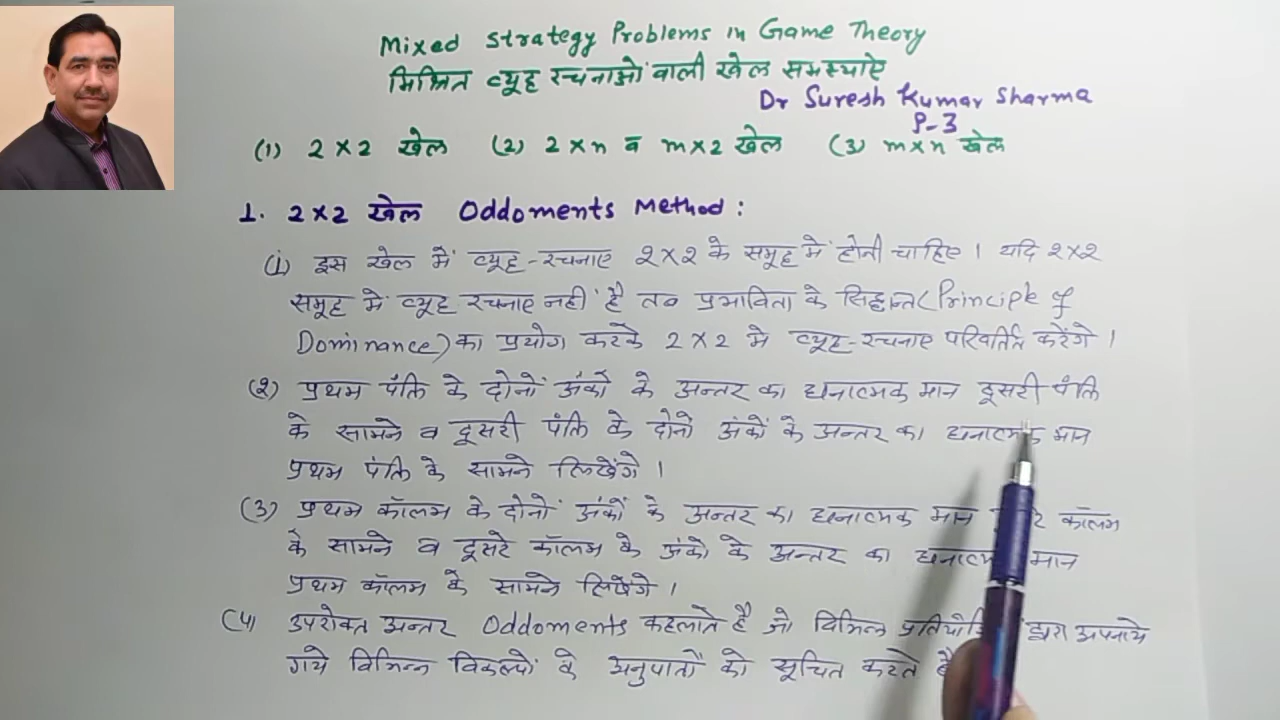 Mixed Strategy Problems in Game Theory
मिश्रित व्यूह रचनाओं वाली खेल समस्याऐ
Dr Suresh Kumar Sharma
P-3
(1) 2×2 खेल (2) 2×n व m×2 खेल (3) m×n खेल
1. 2×2 खेल Oddoments Method:
(1) इस खेल में व्यूह-रचनाए 2×2 के समूह में होनी चाहिए। यदि 2×2
समूह में व्यूह रचनाए नहीं है तब प्रभाविता के सिद्धान्त (Principle of
Dominance) का प्रयोग करके 2×2 मे व्यूह-रचनाए परिवर्तित करेंगे।
(2) प्रथम पंक्ति के दोनों अंकों के अन्तर का धनात्मक मान दूसरी पंक्ति
के सामने व दूसरी पंक्ति के दोनो अंकों के अन्तर का धनात्मक मान
प्रथम पंक्ति के सामने लिखेंगे।
(3) प्रथम कॉलम के दोनों अंकों के अन्तर का धनात्मक मान कॉलम
के सामने व दूसरे कॉलम के अंको के अन्तर का मान
प्रथम कॉलम के सामने लिखेंगे।
(4) उपरोक्त अन्तर Oddoments कहलाते है जो विभिन्न द्वारा अपनाये
गये विभिन्न विकल्पों के अनुपातों को सूचित करते